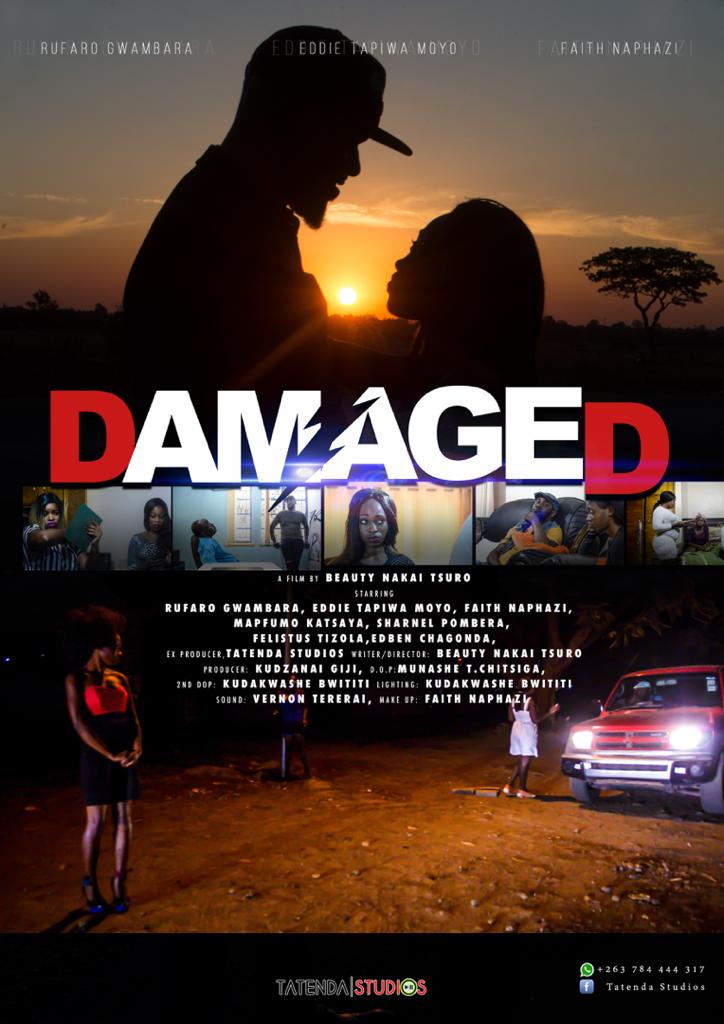 RUFARO GWAMBARA EDDIE TAPIWA MOYO FAITH NAPHAZI
DAMAGED
A FILM BY BEAUTY NAKAI TSURO
STARRING
RUFARO GWAMBARA, EDDIE TAPIWA MOYO, FAITH NAPHAZI,
MAPFUMO KATSAYA, SHARNEL POMBERA,
FELISTUS TIZOLA,EDBEN CHAGONDA,
EX PRODUCER,TATENDA STUDIOS WRITER/DIRECTOR: BEAUTY NAKAI TSURO
PRODUCER: KUDZANAI GIJI, D.O.P:MUNASHE T.CHITSIGA,
2ND DOP: KUDAKWASHE BWITITI LIGHTING: KUDAKWASHE BWITITI
SOUND: VERNON TERERAI, MAKE UP: FAITH NAPHAZI
TATENDA|STUDIOS
+263 784 444 317
Tatenda Studios